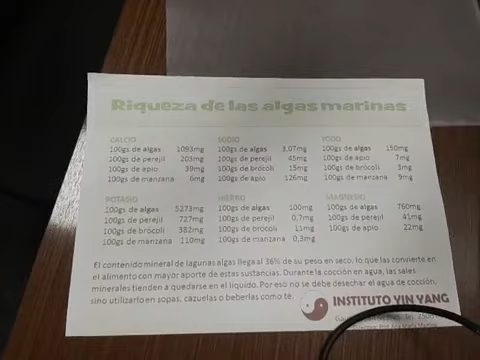 Riqueza de las algas marinas
CALCIO
100gs de algas 1093mg
100gs de perejil 203mg
100gs de apio 39mg
100gs de manzana 6mg
SODIO
100gs de algas 3,07mg
100gs de perejil 45mg
100gs de brócoli 15mg
100gs de apio 126mg
YODO
100gs de algas 150mg
100gs de apio 7mg
100gs de brócoli 3mg
100gs de manzana 9mg
POTASIO
100gs de algas 5273mg
100gs de perejil 727mg
100gs de brócoli 382mg
100gs de manzana 110mg
HIERRO
100gs de algas 100mg
100gs de perejil 0,7mg
100gs de brócoli 11mg
100gs de manzana 0,3mg
MAGNESIO
100gs de algas 760mg
100gs de perejil 41mg
100gs de apio 22mg
El contenido mineral de lagunas algas llega al 36% de su peso en seco, lo que las convierte en
el alimento con mayor aporte de estas sustancias. Durante la cocción en agua, las sales
minerales tienden a quedarse en el líquido. Por eso no se debe desechar el agua de cocción,
sino utilizarlo en sopas, cazuelas o beberlas como té.
INSTITUTO YIN YANG